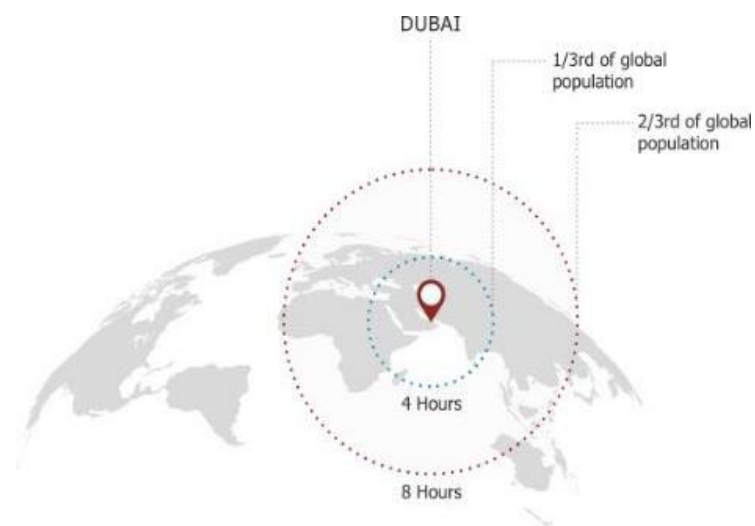 DUBAI
1/3rd of global
population
2/3rd of global
population
4 Hours
8 Hours